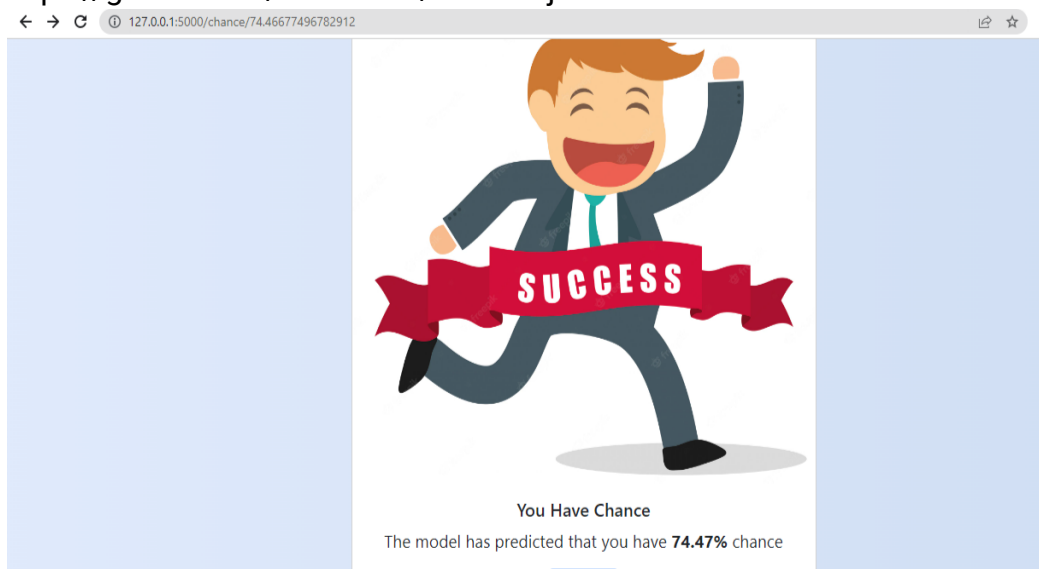 127.0.0.1:5000/chance/74.46677496782912
SUCCESS
You Have Chance
The model has predicted that you have 74.47% chance